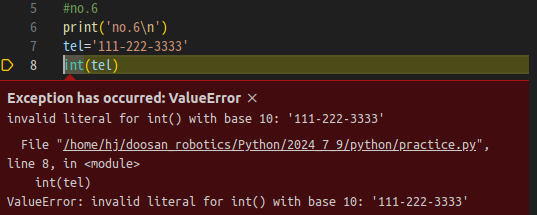 5 #no.6
6 print('no.6\n')
7 tel='111-222-3333'
8 int(tel)
Exception has occurred: ValueError ×
invalid literal for int() with base 10: '111-222-3333'
File "/home/hj/doosan_robotics/Python/2024_7_9/python/practice.py",
line 8, in <module>
int(tel)
ValueError: invalid literal for int() with base 10: '111-222-3333'